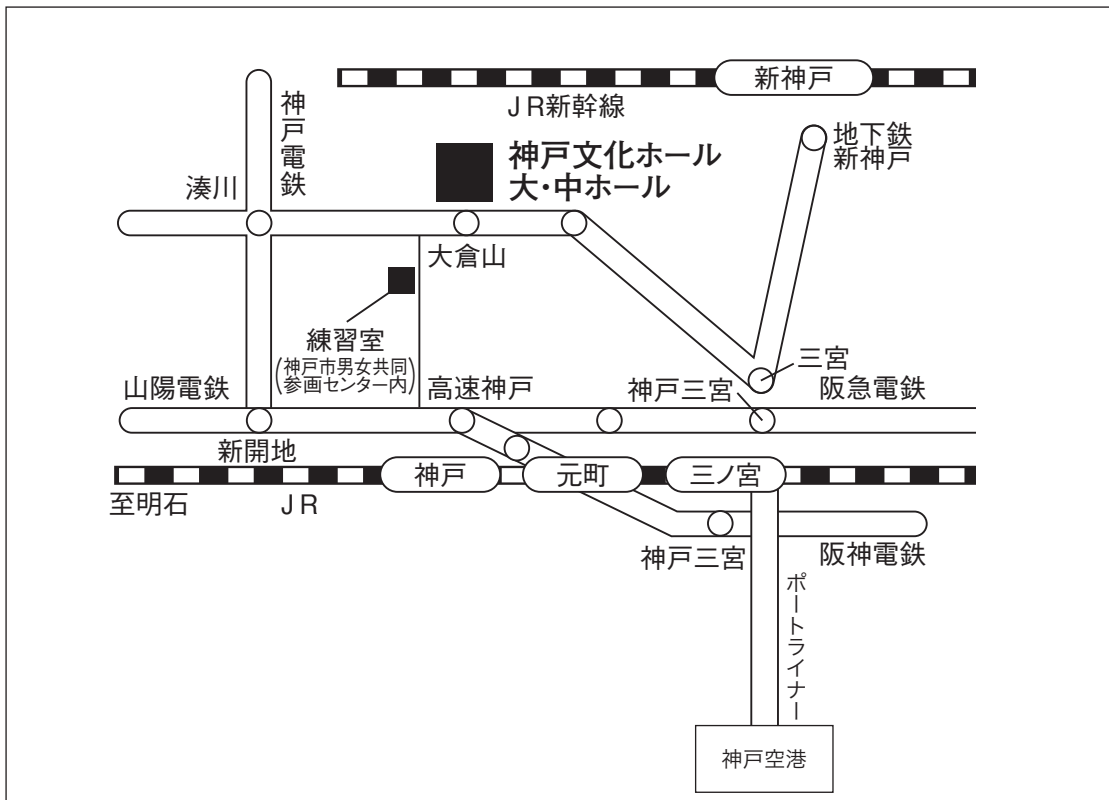 新神戸
JR新幹線
神戸電鉄
地下鉄
新神戸
神戸文化ホール
大・中ホール
湊川
大倉山
練習室
(神戸市男女共同
参画センター内)
三宮
山陽電鉄
高速神戸
神戸三宮
阪急電鉄
新開地
神戸
元町
三ノ宮
至明石
JR
神戸三宮
阪神電鉄
ポートライナー
神戸空港